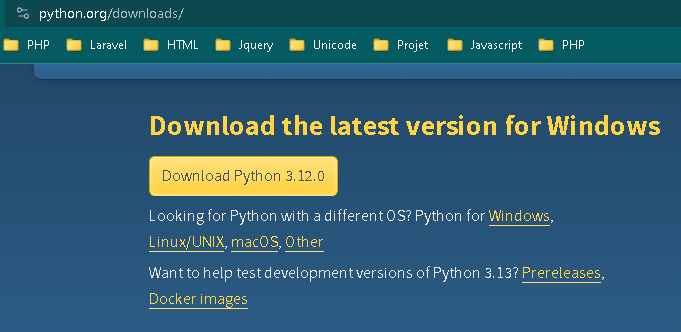 python.org/downloads/
PHP Laravel HTML Jquery Unicode Projet Javascript PHP
Download the latest version for Windows
Download Python 3.12.0
Looking for Python with a different OS? Python for Windows,
Linux/UNIX, macOS, Other
Want to help test development versions of Python 3.13? Prereleases,
Docker images